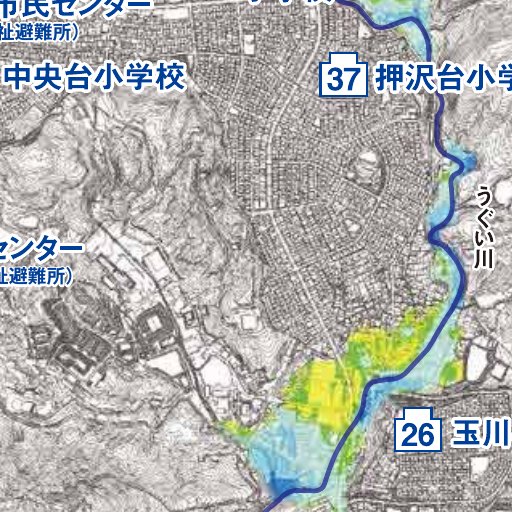 市民センター
祉避難所）
中央台小学校
37 押沢台小学
うぐい川
センター
祉避難所）
26 玉川